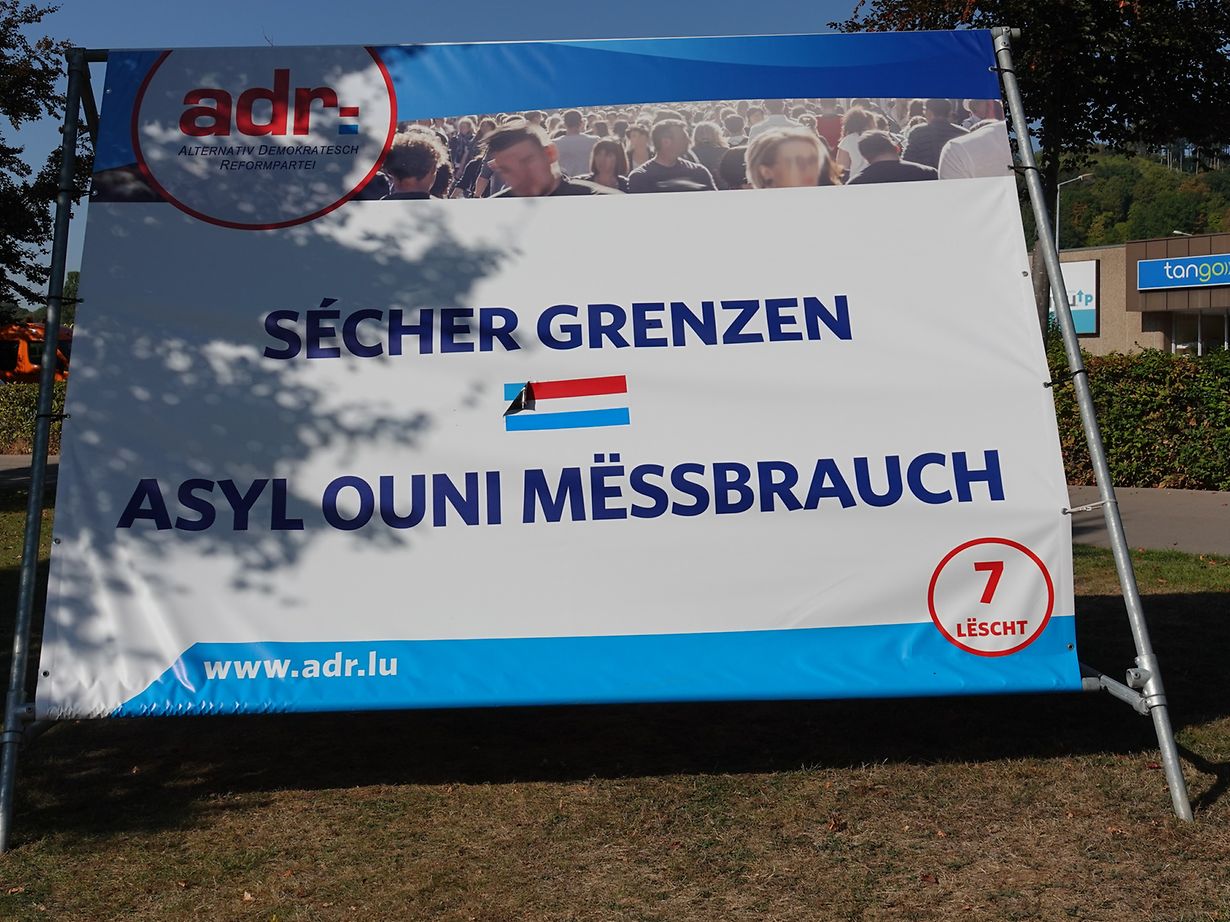 adr
ALTERNATIV DEMOKRATESCH
REFORMPARTEI
SÉCHER GRENZEN
ASYL OUNI MËSSBRAUCH
7
LËSCHT
www.adr.lu
tango